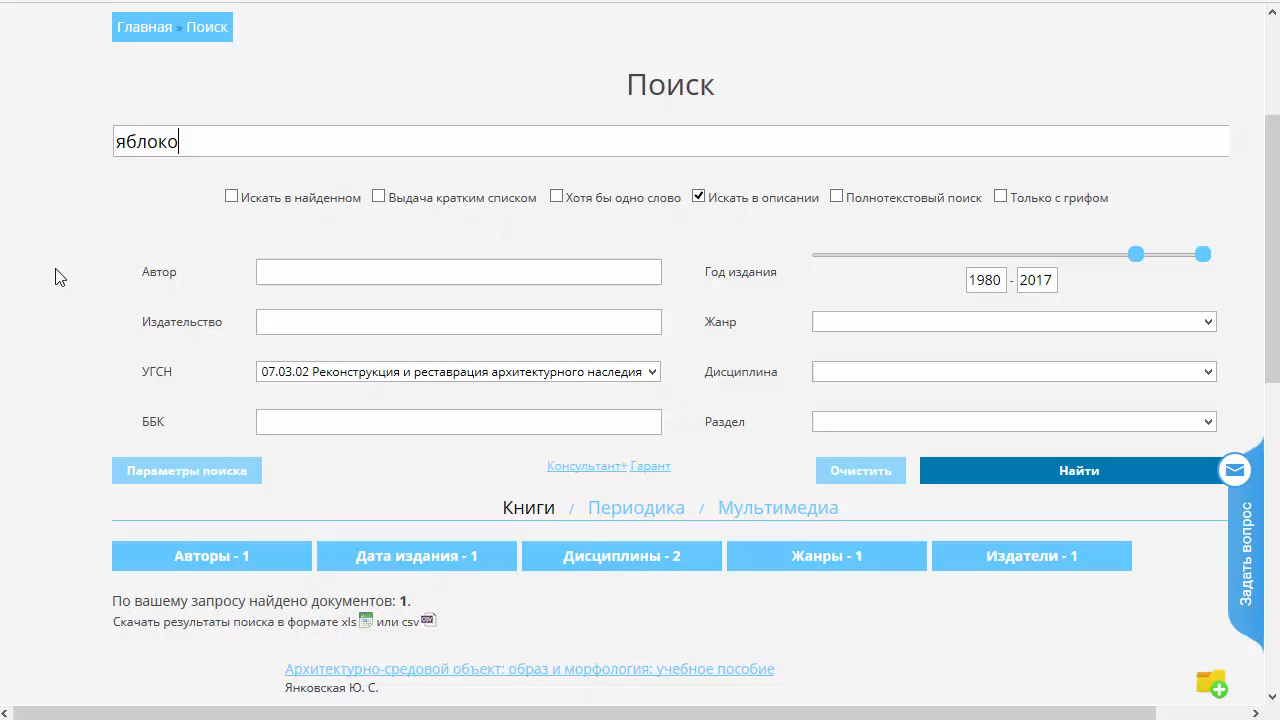 Главная » Поиск
Поиск
яблоко
Искать в найденном Выдача кратким списком Хотя бы одно слово Искать в описании Полнотекстовый поиск Только с грифом
Автор Год издания
1980 - 2017
Издательство Жанр
УГСН 07.03.02 Реконструкция и реставрация архитектурного наследия Дисциплина
ББК Раздел
Параметры поиска Консультант+ Гарант Очистить Найти
Книги / Периодика / Мультимедиа
Авторы - 1 Дата издания - 1 Дисциплины - 2 Жанры - 1 Издатели - 1
По вашему запросу найдено документов: 1.
Скачать результаты поиска в формате xls или csv CSV
Архитектурно-средовой объект: образ и морфология: учебное пособие
Янковская Ю. С.
Задать вопрос